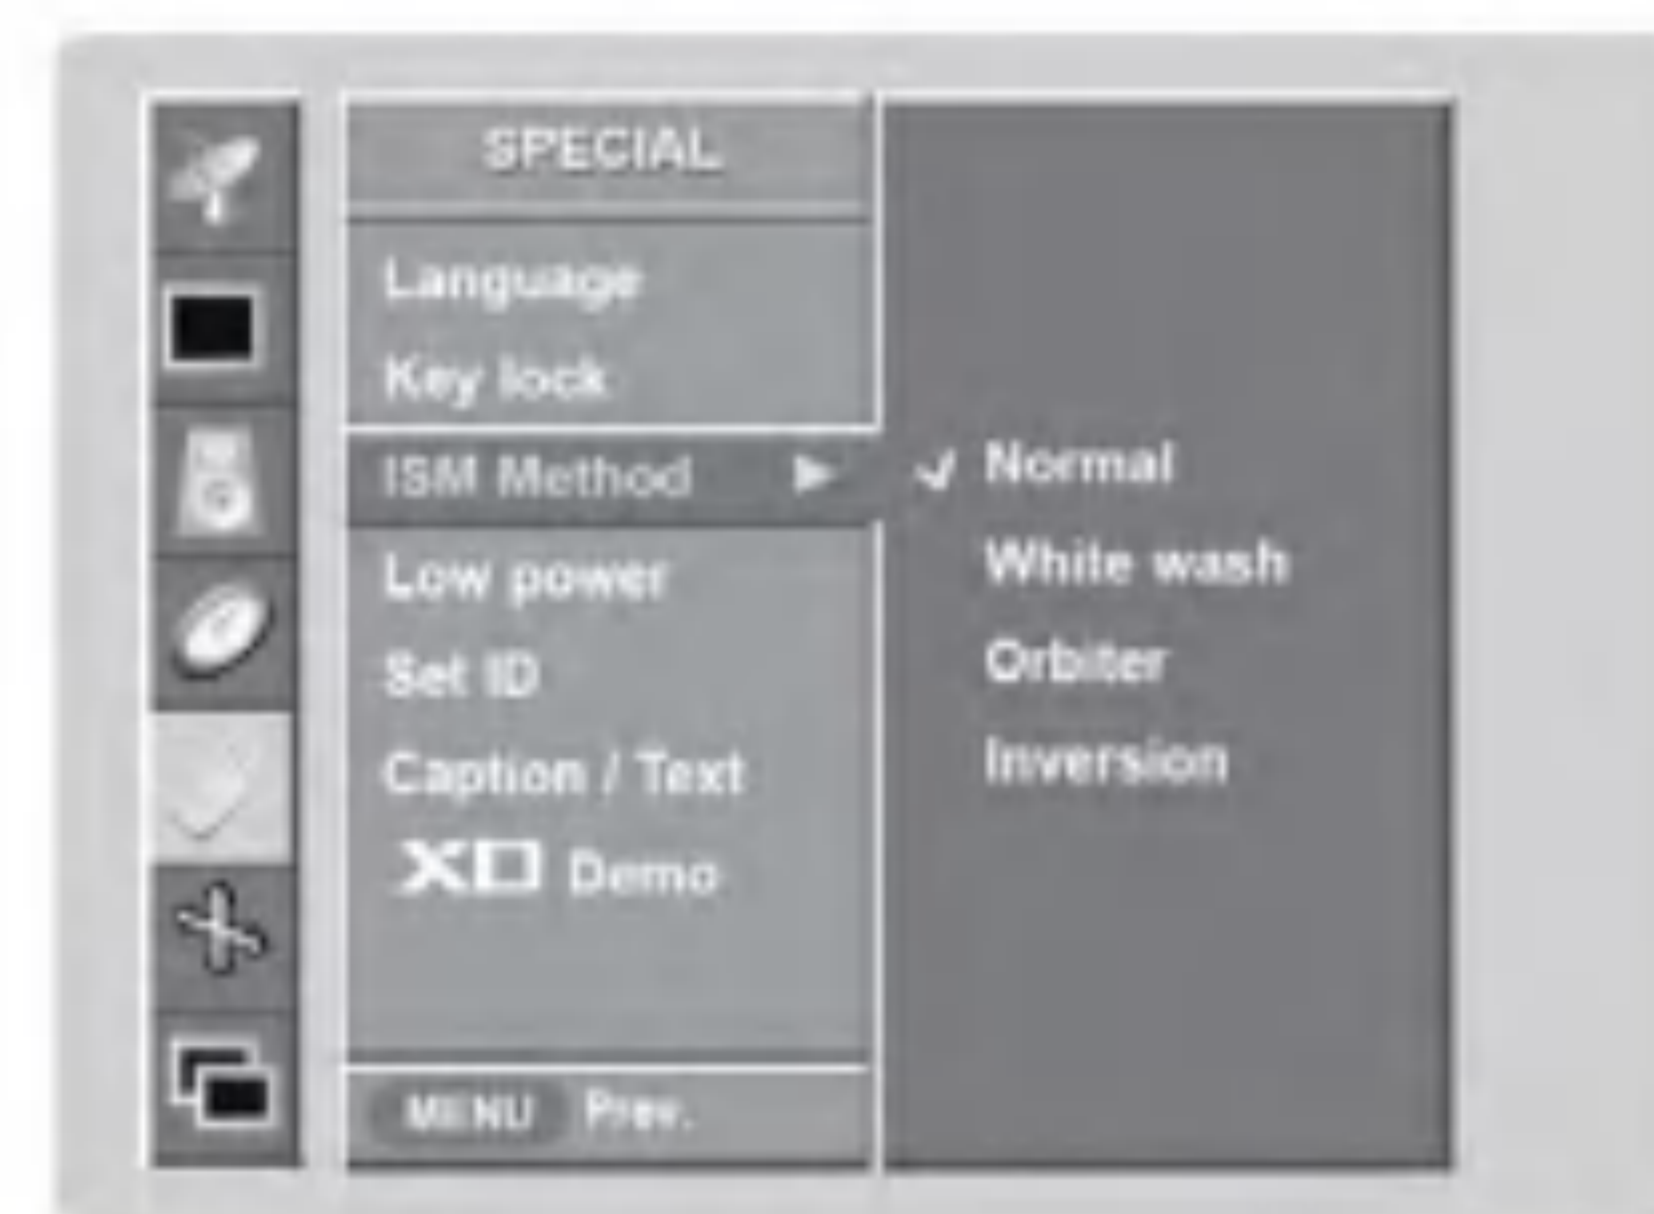 SPECIAL
Language
Key lock
ISM Method
Low power
Set ID
Caption / Text
XD Demo
MENU Prev.
Normal
White wash
Orbiter
Inversion